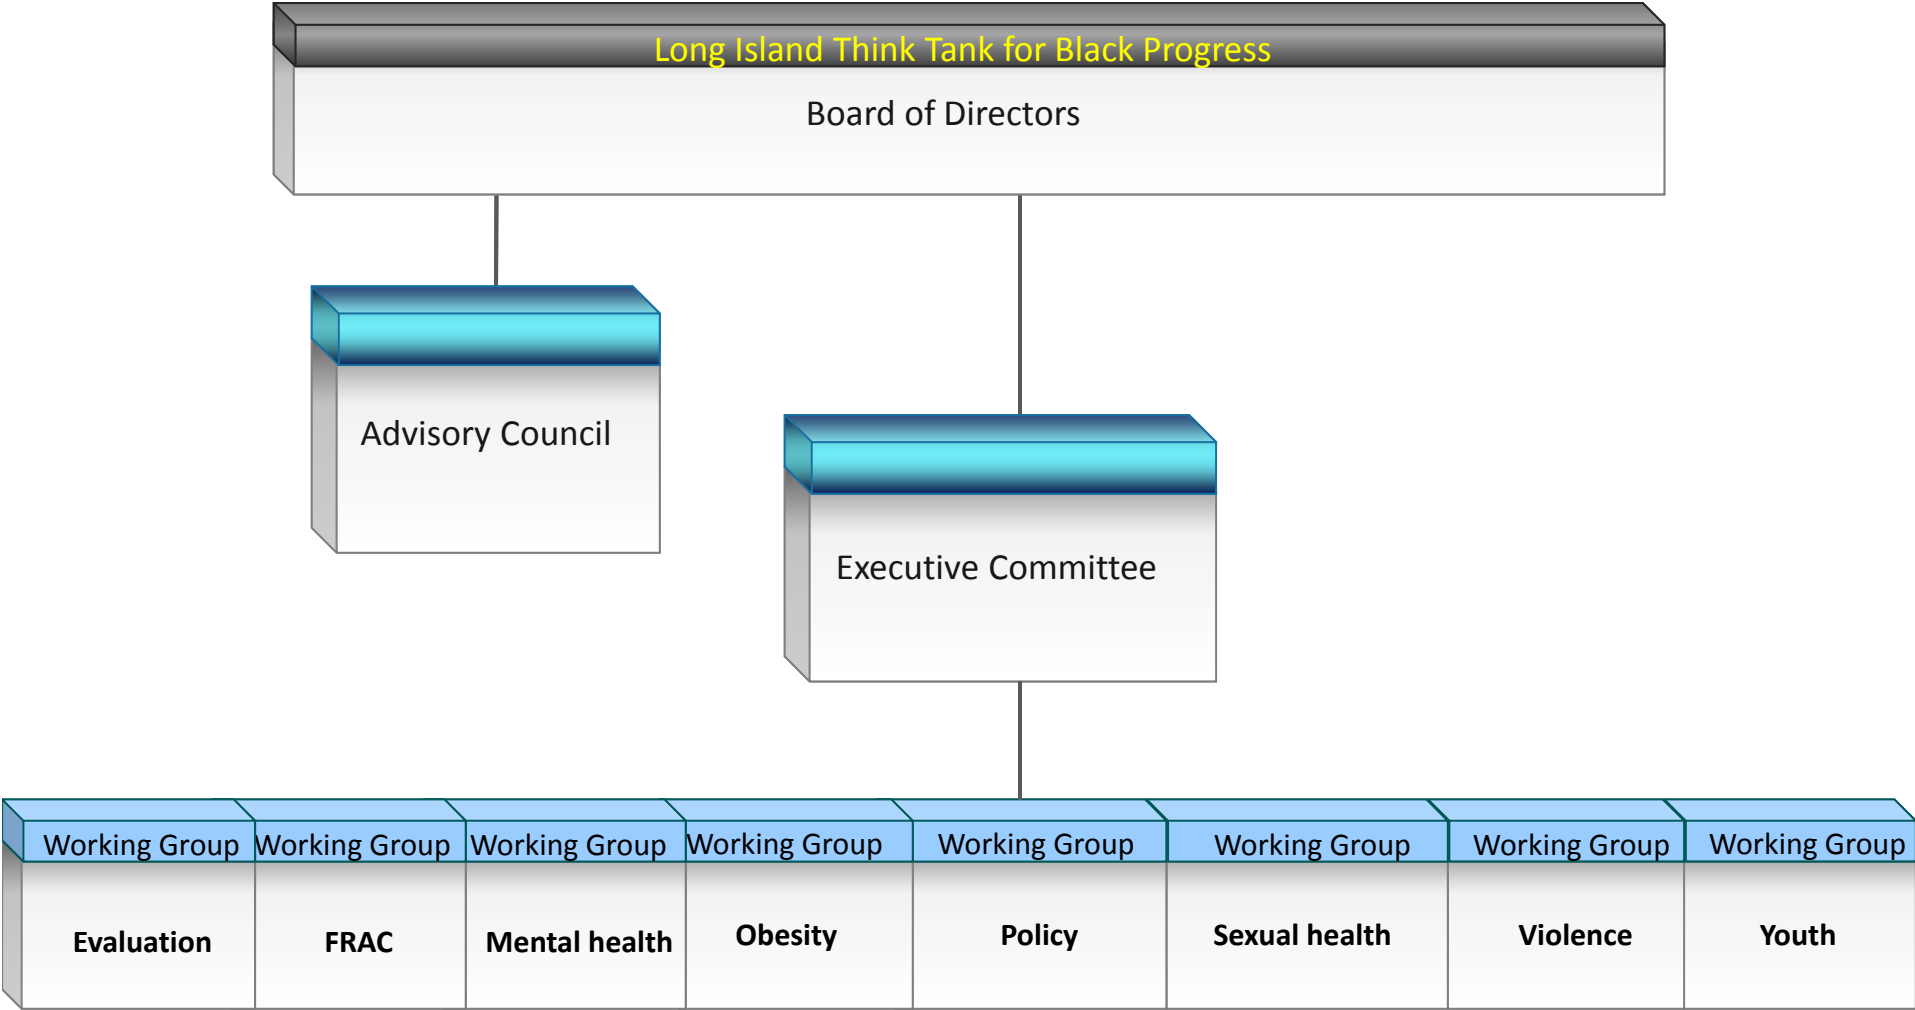 Long Island Think Tank for Black Progress
Board of Directors
Advisory Council
Executive Committee
Working Group
Working Group
Working Group
Working Group
Working Group
Working Group
Working Group
Working Group
Evaluation
FRAC
Mental health
Obesity
Policy
Sexual health
Violence
Youth